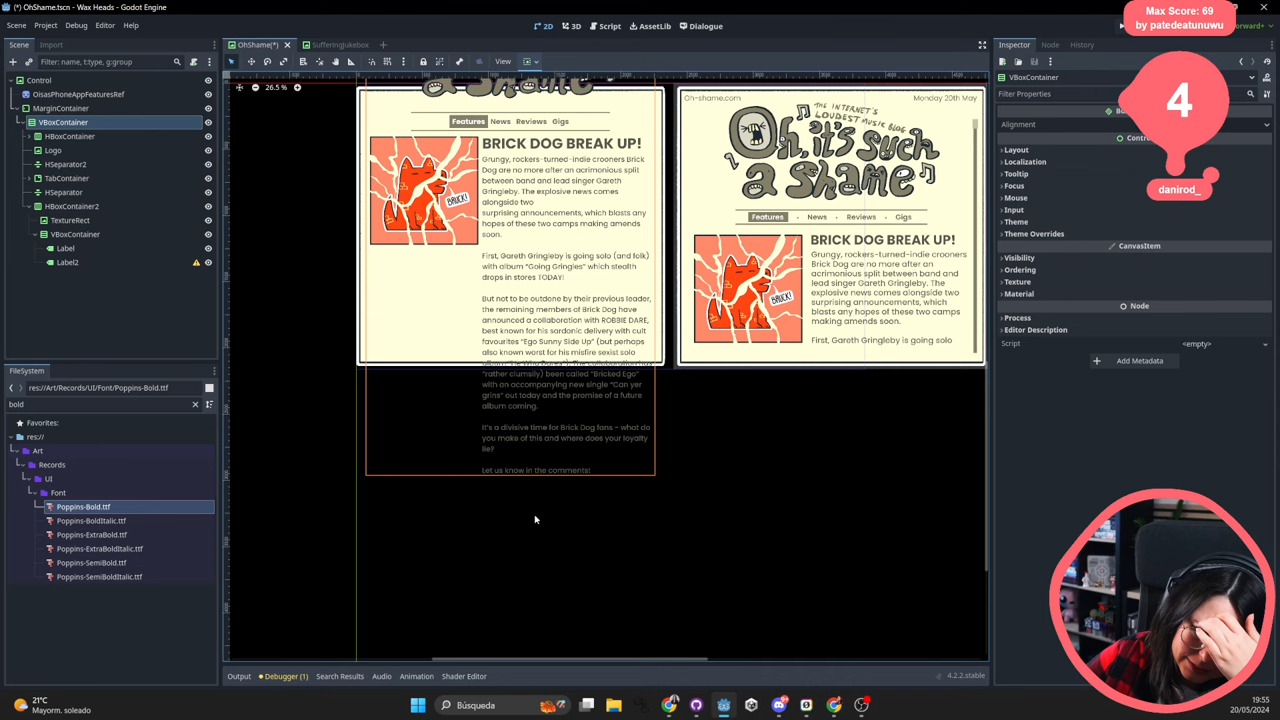 (*) OhShame.tscn - Wax Heads - Godot Engine
Scene Project Debug Editor Help
2D 3D Script AssetLib Dialogue
Forward+
Max Score: 69
by patedeatunuwu
4
danirod_
Scene Import
Filter: name, t:type, g:group
Control
OisasPhoneAppFeaturesRef
MarginContainer
VBoxContainer
HBoxContainer
Logo
HSeparator2
TabContainer
HSeparator
HBoxContainer2
TextureRect
VBoxContainer
Label
Label2
FileSystem
res://Art/Records/UI/Font/Poppins-Bold.ttf
bold
Favorites:
res://
Art
Records
UI
Font
Poppins-Bold.ttf
Poppins-BoldItalic.ttf
Poppins-ExtraBold.ttf
Poppins-ExtraBoldItalic.ttf
Poppins-SemiBold.ttf
Poppins-SemiBoldItalic.ttf
OhShame(*) SufferingJukebox
View
26.5 %
a Shame
Features News Reviews Gigs
BRICK!
BRICK DOG BREAK UP!
Grungy, rockers-turned-indie crooners Brick
Dog are no more after an acrimonious split
between band and lead singer Gareth
Gringleby. The explosive news comes
alongside two
surprising announcements, which blasts any
hopes of these two camps making amends
soon.
First, Gareth Gringleby is going solo (and folk)
with album “Going Gringles” which stealth
drops in stores TODAY!
But not to be outdone by their previous leader,
the remaining members of Brick Dog have
announced a collaboration with ROBBIE DARE,
best known for his sardonic delivery with cult
favourites “Ego Sunny Side Up” (but perhaps
also known worst for his misfire sexist solo
“rather clumsily) been called “Bricked Ego”
with an accompanying new single “Can yer
grins” out today and the promise of a future
album coming.
It’s a divisive time for Brick Dog fans - what do
you make of this and where does your loyalty
lie?
Let us know in the comments!
Oh-shame.com Monday 20th May
THE INTERNET'S
LOUDEST MUSIC BLOG
Oh, it's such
a Shame
Features - News - Reviews - Gigs
BRICK!
BRICK DOG BREAK UP!
Grungy, rockers-turned-indie crooners
Brick Dog are no more after an
acrimonious split between band and
lead singer Gareth Gringleby. The
explosive news comes alongside two
surprising announcements, which
blasts any hopes of these two camps
making amends soon.
First, Gareth Gringleby is going solo
Output Debugger (1) Search Results Audio Animation Shader Editor
4.2.2.stable
Inspector Node History
VBoxContainer
Filter Properties
Alignment
Layout
Localization
Tooltip
Focus
Mouse
Input
Theme
Theme Overrides
CanvasItem
Visibility
Ordering
Texture
Material
Node
Process
Editor Description
Script <empty>
Add Metadata
21°C
Mayorm. soleado
Búsqueda
19:55
20/05/2024